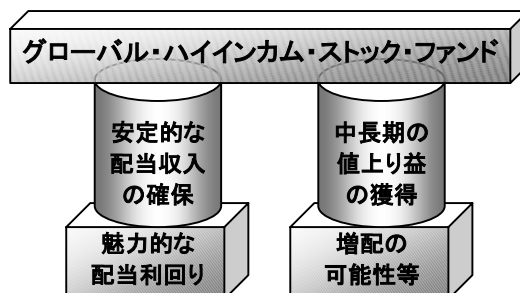 グローバル・ハイインカム・ストック・ファンド
安定的な
配当収入
の確保
中長期の
値上り益
の獲得
魅力的な
配当利回り
増配の
可能性等